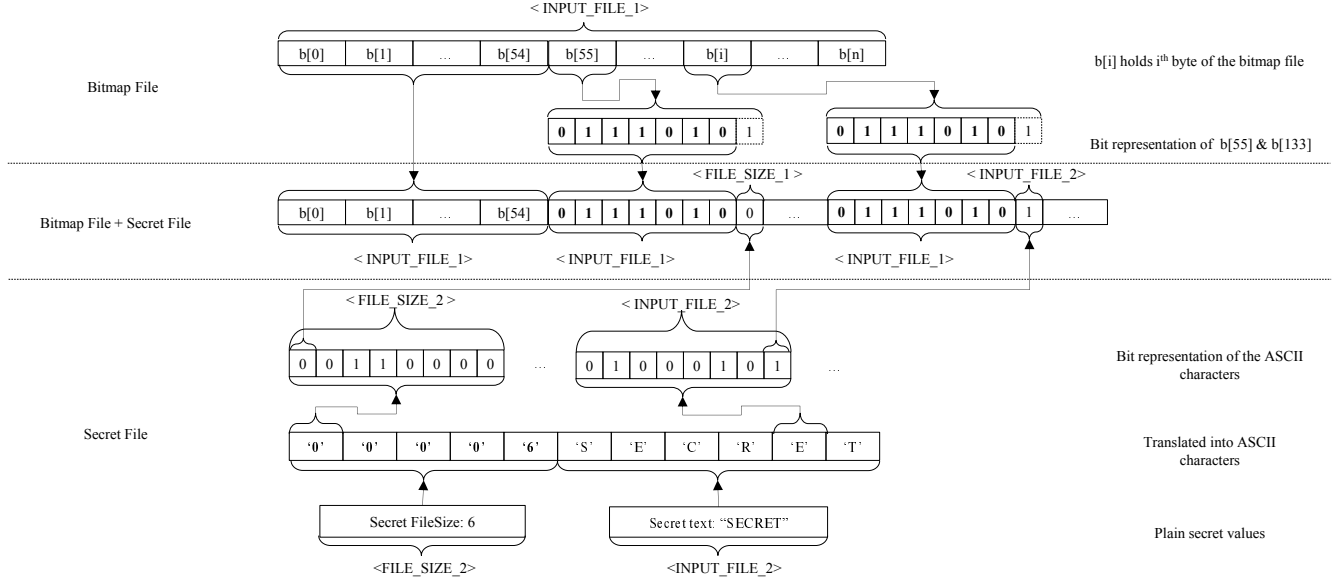 < INPUT_FILE_1>
b[0] b[1] ... b[54] b[55] ... b[i] ... b[n]
b[i] holds iᵗʰ byte of the bitmap file
Bitmap File
0 1 1 1 0 1 0 1
0 1 1 1 0 1 0 1
Bit representation of b[55] & b[133]
< FILE_SIZE_1 >
< INPUT_FILE_2>
Bitmap File + Secret File
b[0] b[1] ... b[54] 0 1 1 1 0 1 0 0 ... 0 1 1 1 0 1 0 1 ...
< INPUT_FILE_1>
< INPUT_FILE_1>
< INPUT_FILE_1>
< FILE_SIZE_2 >
< INPUT_FILE_2>
0 0 1 1 0 0 0 0 ... 0 1 0 0 0 1 0 1 ...
Bit representation of the ASCII
characters
Secret File
‘0’ ‘0’ ‘0’ ‘0’ ‘6’ ‘S’ ‘E’ ‘C’ ‘R’ ‘E’ ‘T’
Translated into ASCII
characters
Secret FileSize: 6
Secret text: “SECRET”
Plain secret values
<FILE_SIZE_2>
<INPUT_FILE_2>